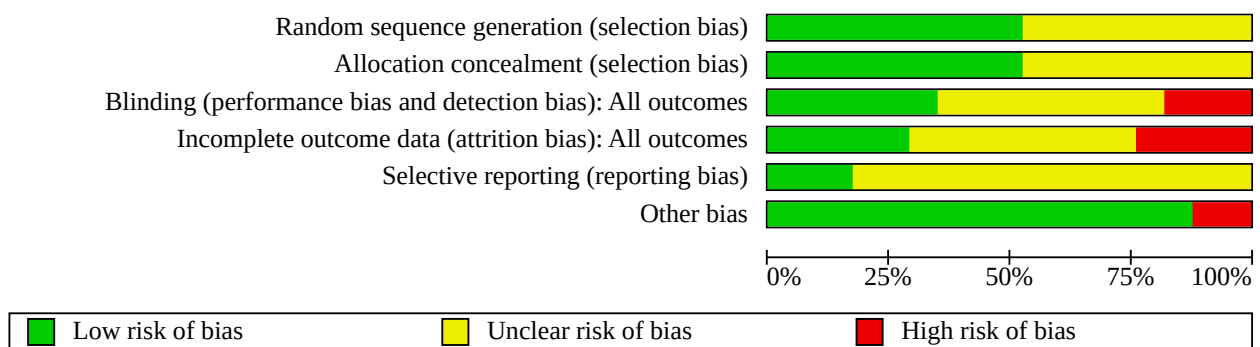 Random sequence generation (selection bias)
Allocation concealment (selection bias)
Blinding (performance bias and detection bias): All outcomes
Incomplete outcome data (attrition bias): All outcomes
Selective reporting (reporting bias)
Other bias
0% 25% 50% 75% 100%
Low risk of bias Unclear risk of bias High risk of bias